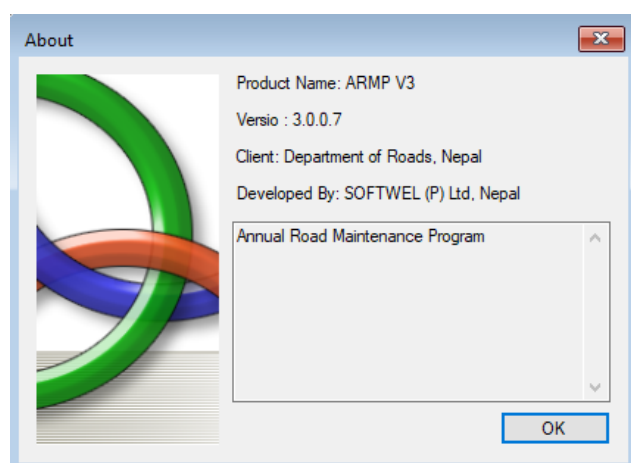 About
Product Name: ARMP V3
Versio : 3.0.0.7
Client: Department of Roads, Nepal
Developed By: SOFTWEL (P) Ltd, Nepal
Annual Road Maintenance Program
OK